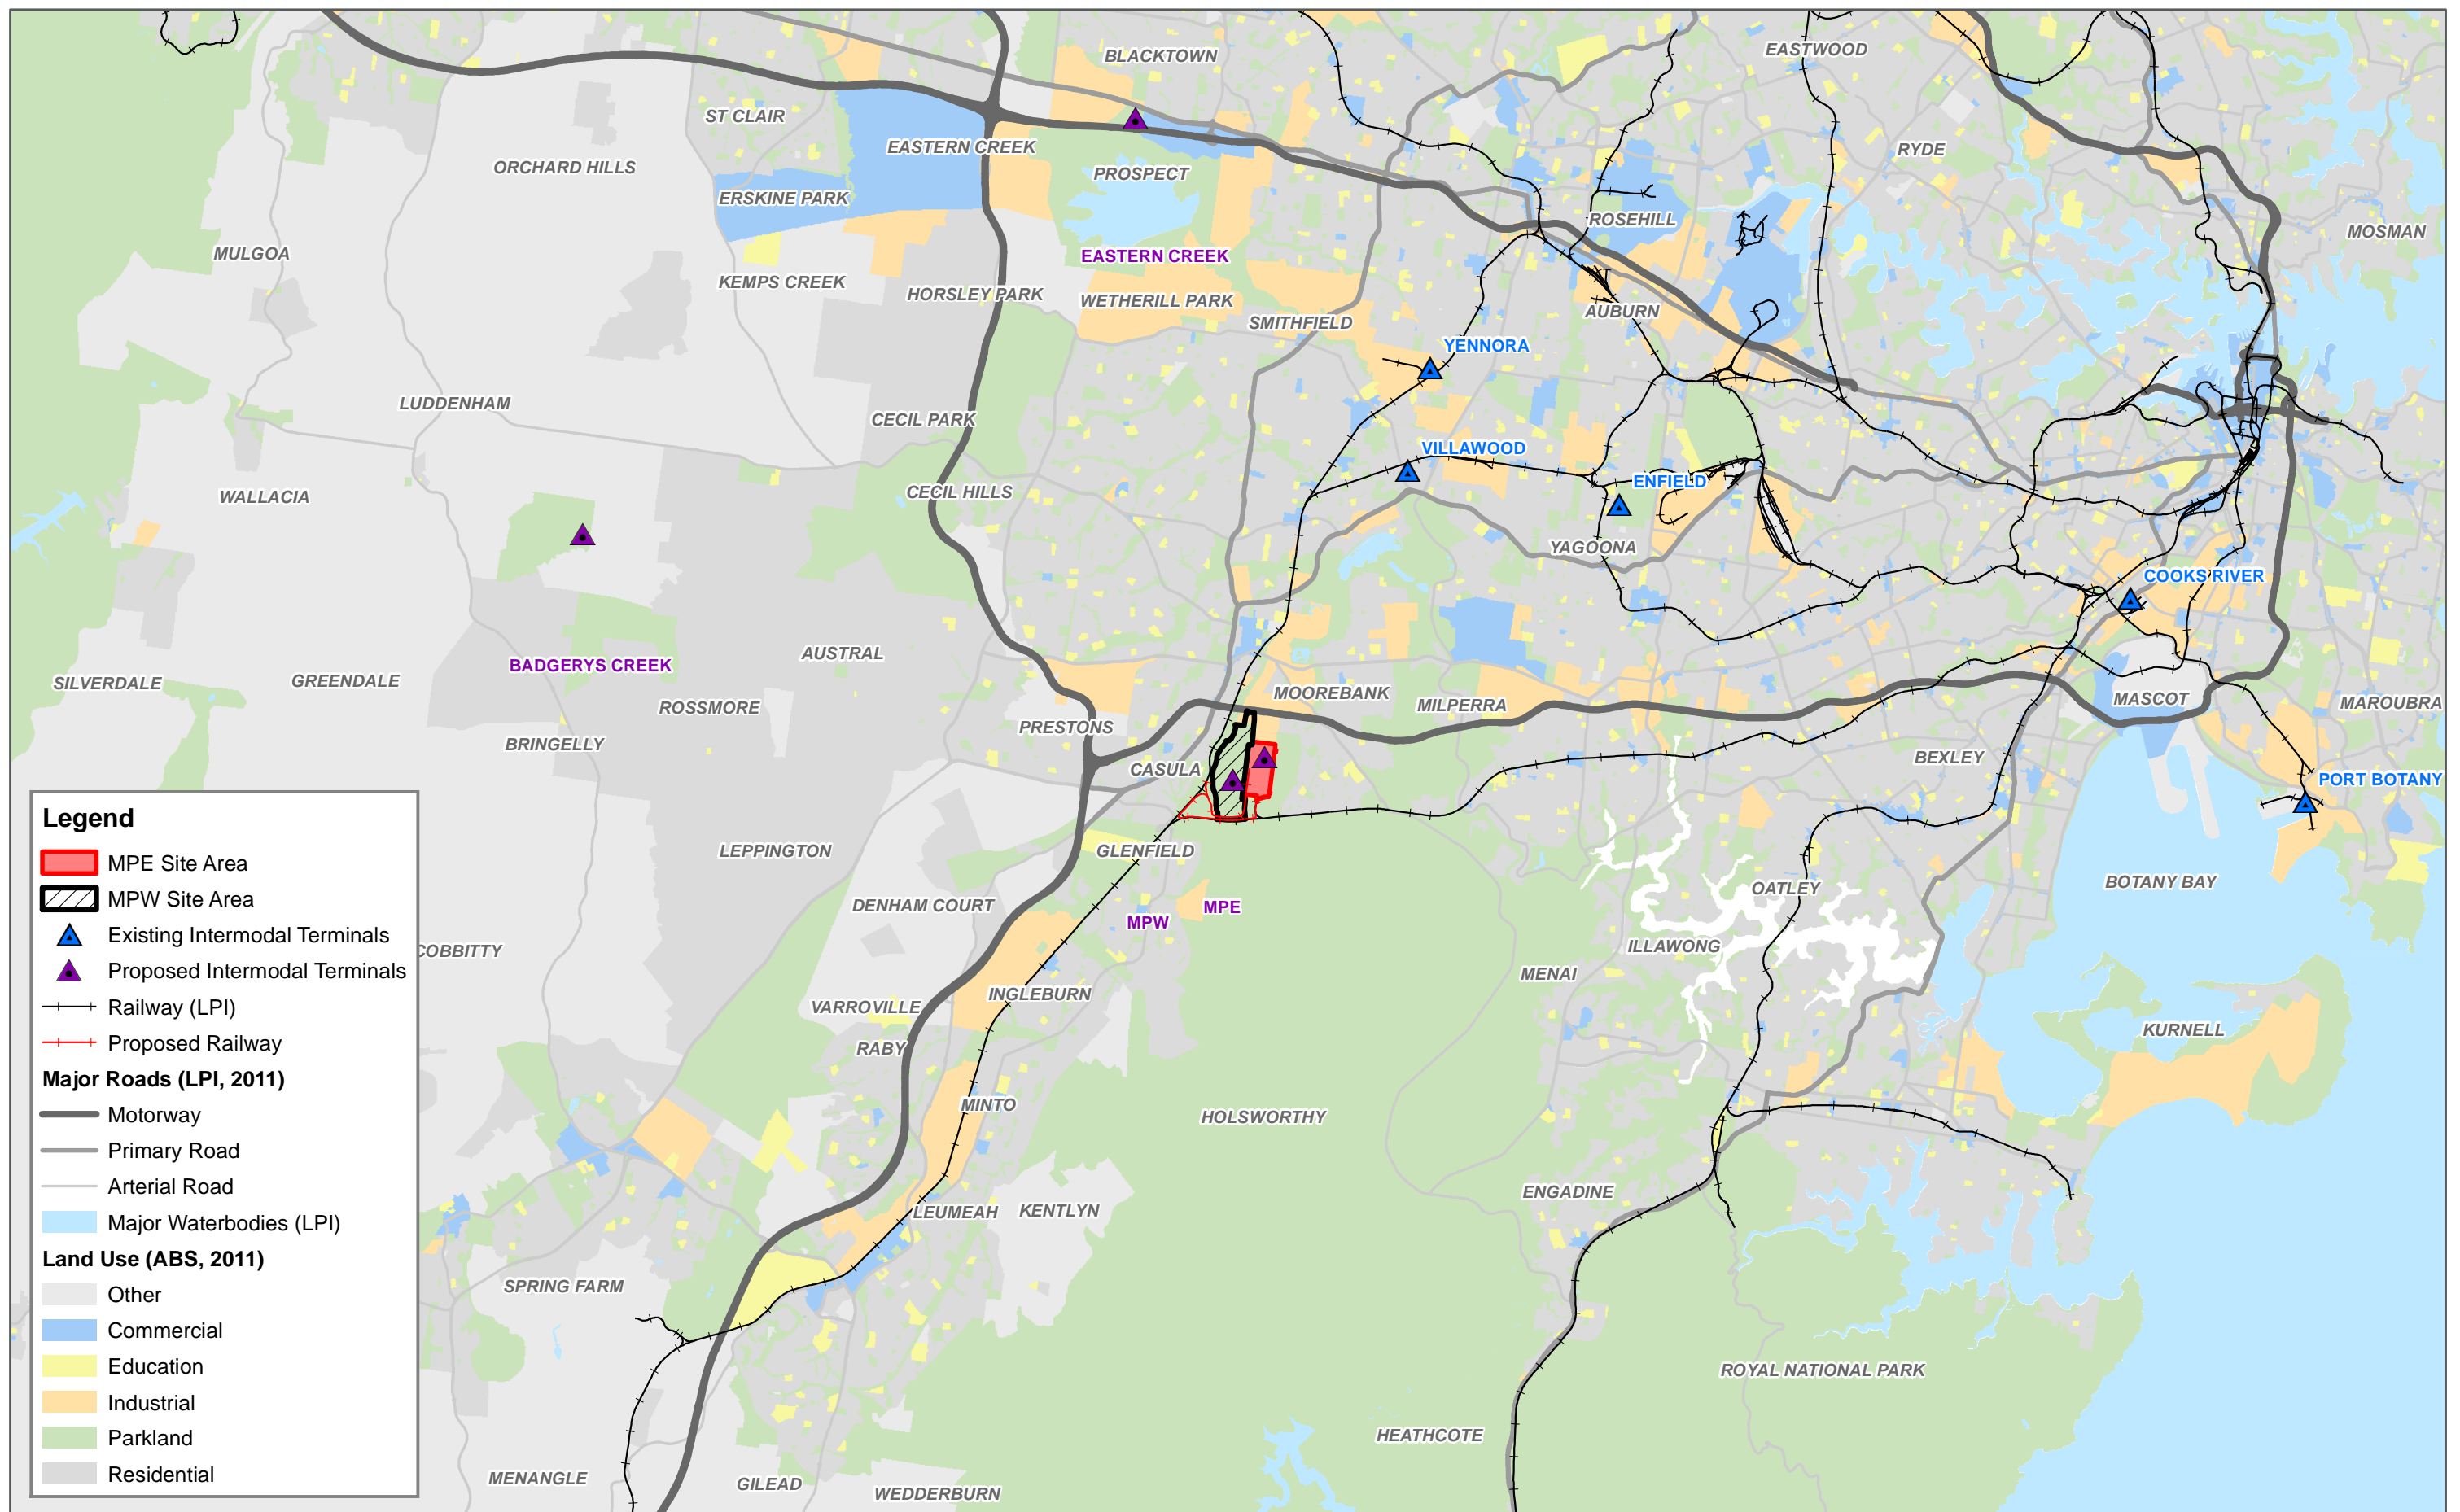 BLACKTOWN
EASTWOOD
ST CLAIR
EASTERN CREEK
RYDE
ORCHARD HILLS
PROSPECT
ERSKINE PARK
ROSEHILL
MOSMAN
MULGOA
EASTERN CREEK
KEMPS CREEK
HORSLEY PARK
WETHERILL PARK
AUBURN
SMITHFIELD
YENNORA
LUDDENHAM
CECIL PARK
VILLAWOOD
ENFIELD
CECIL HILLS
WALLACIA
YAGOONA
COOKS RIVER
AUSTRAL
BADGERYS CREEK
SILVERDALE
GREENDALE
MOOREBANK
MILPERRA
MASCOT
MAROUBRA
ROSSMORE
PRESTONS
BRINGELLY
BEXLEY
CASULA
PORT BOTANY
LEPPINGTON
GLENFIELD
BOTANY BAY
OATLEY
DENHAM COURT
MPE
MPW
ILLAWONG
COBBITTY
MENAI
INGLEBURN
VARROVILLE
KURNELL
RABY
MINTO
HOLSWORTHY
ENGADINE
KENTLYN
LEUMEAH
SPRING FARM
ROYAL NATIONAL PARK
HEATHCOTE
MENANGLE
GILEAD
WEDDERBURN
Legend
MPE Site Area
MPW Site Area
Existing Intermodal Terminals
Proposed Intermodal Terminals
Railway (LPI)
Proposed Railway
Major Roads (LPI, 2011)
Motorway
Primary Road
Arterial Road
Major Waterbodies (LPI)
Land Use (ABS, 2011)
Other
Commercial
Education
Industrial
Parkland
Residential